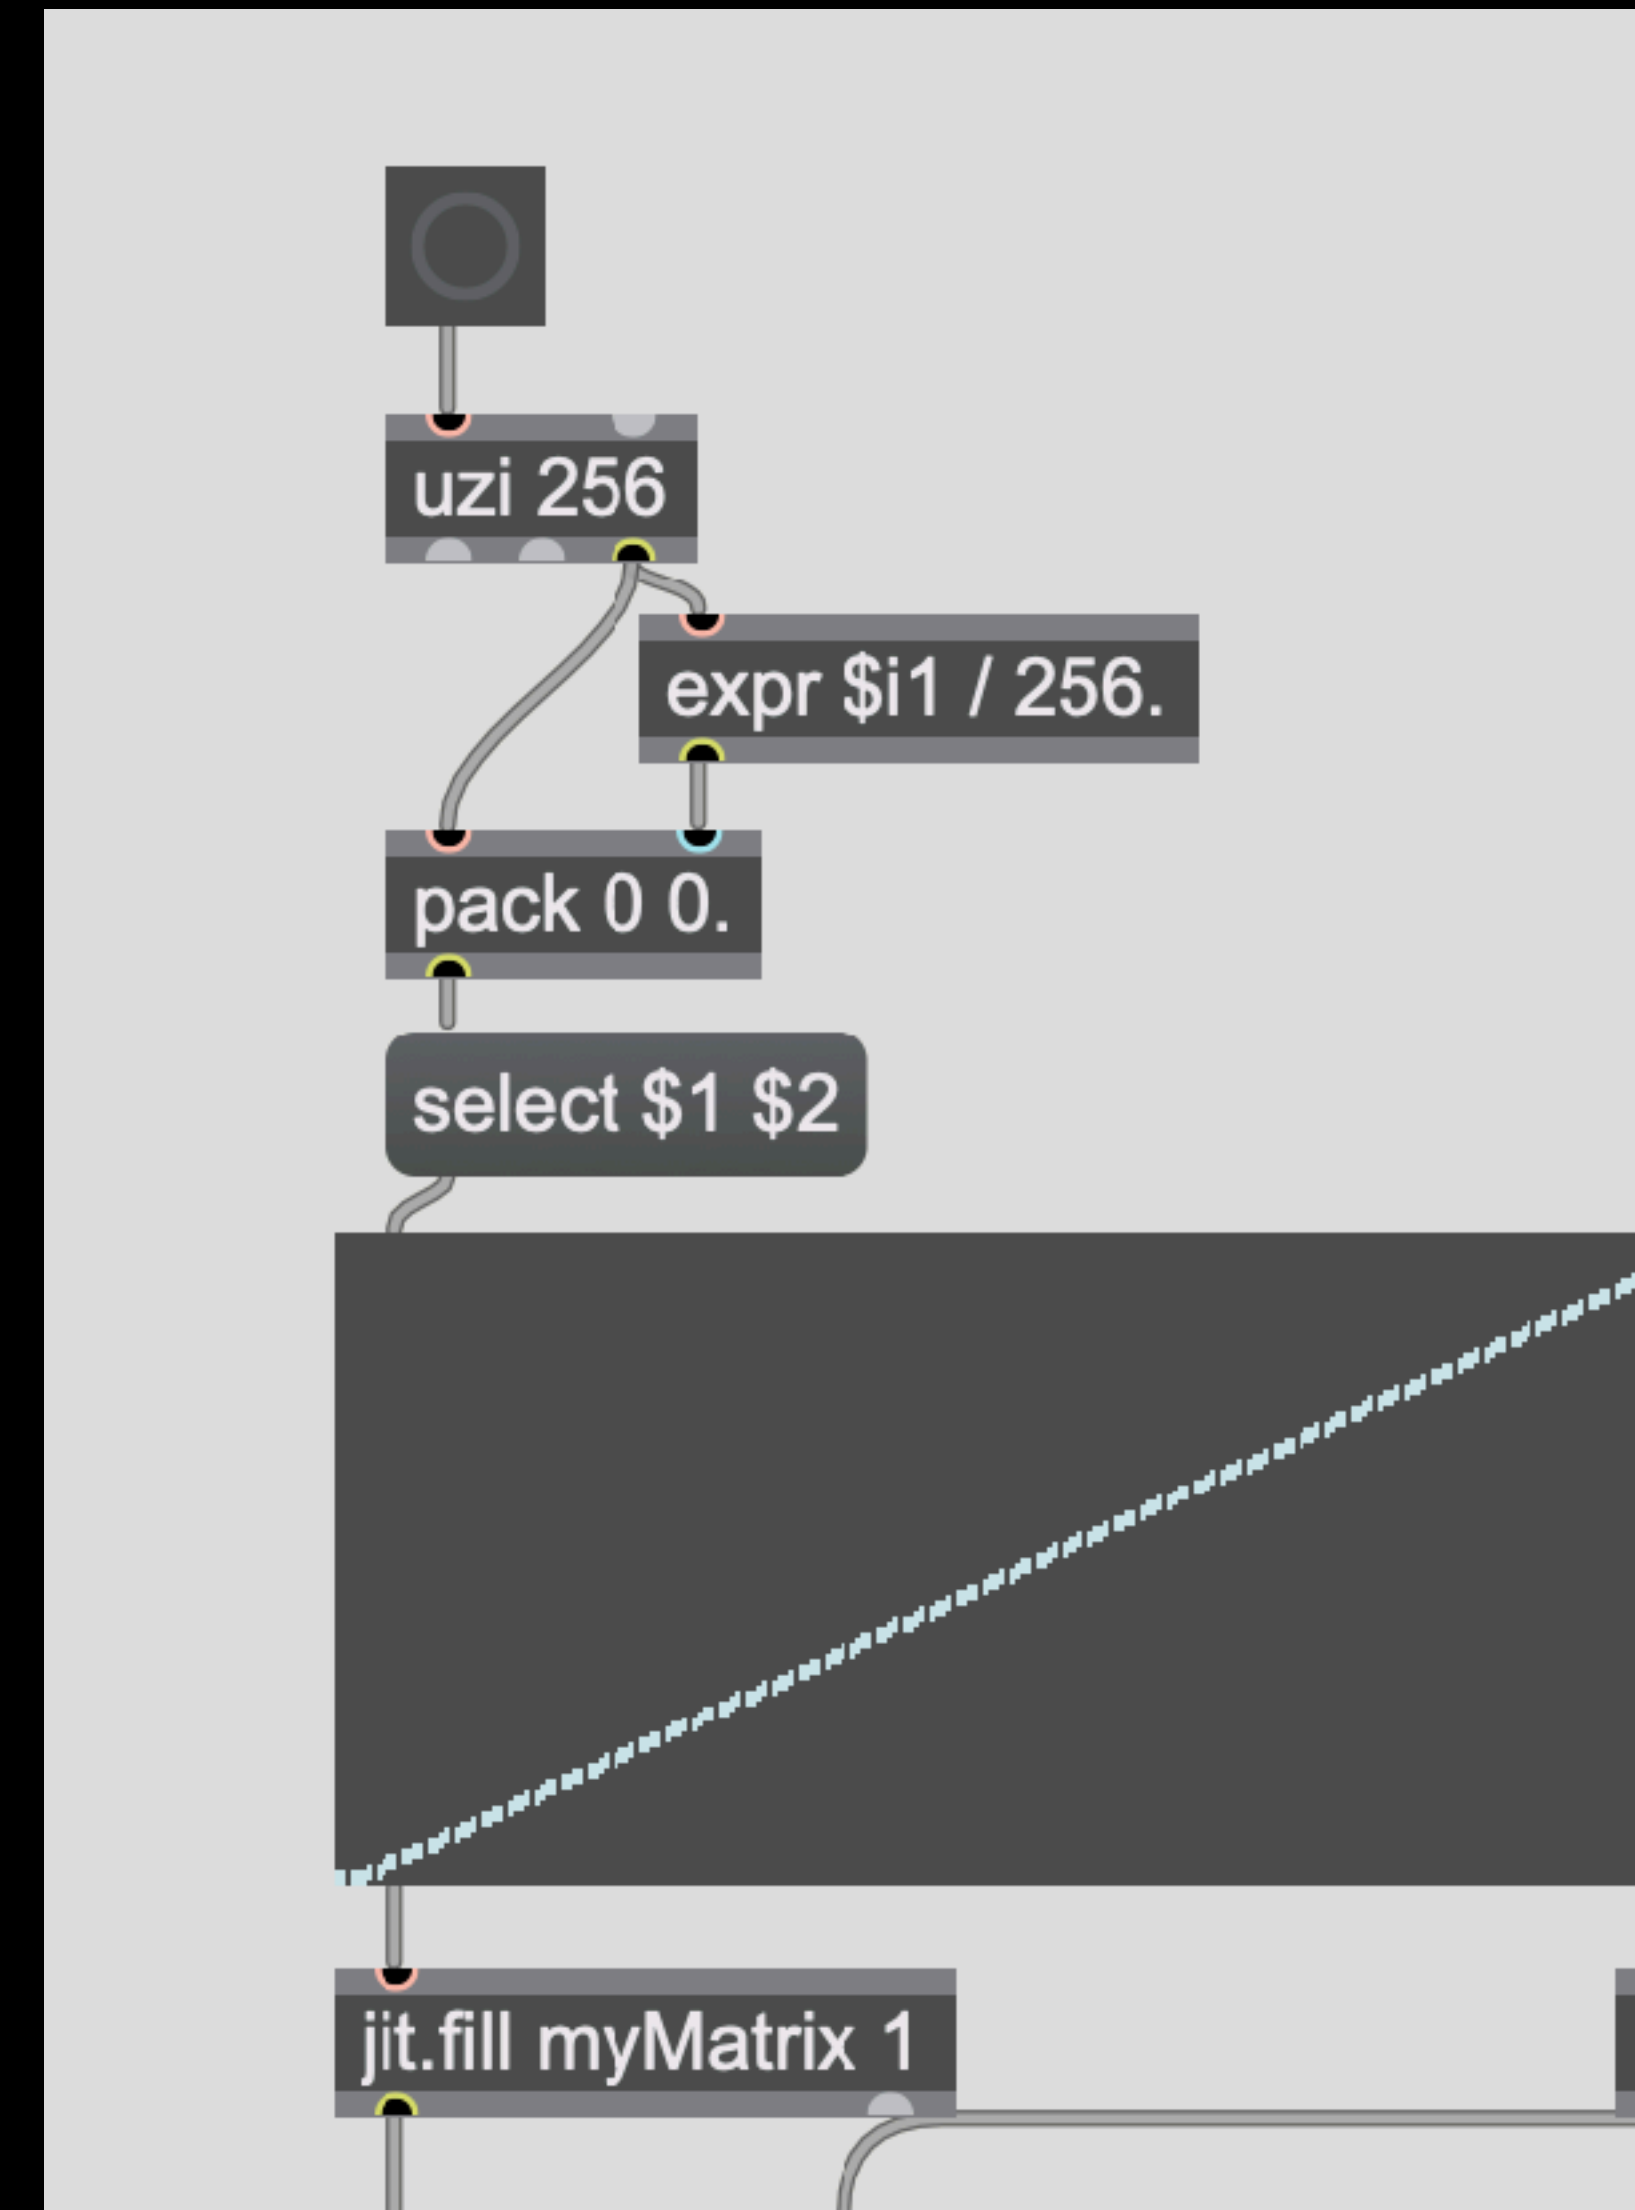 uzi 256
expr $i1 / 256.
pack 0 0.
select $1 $2
jit.fill myMatrix 1